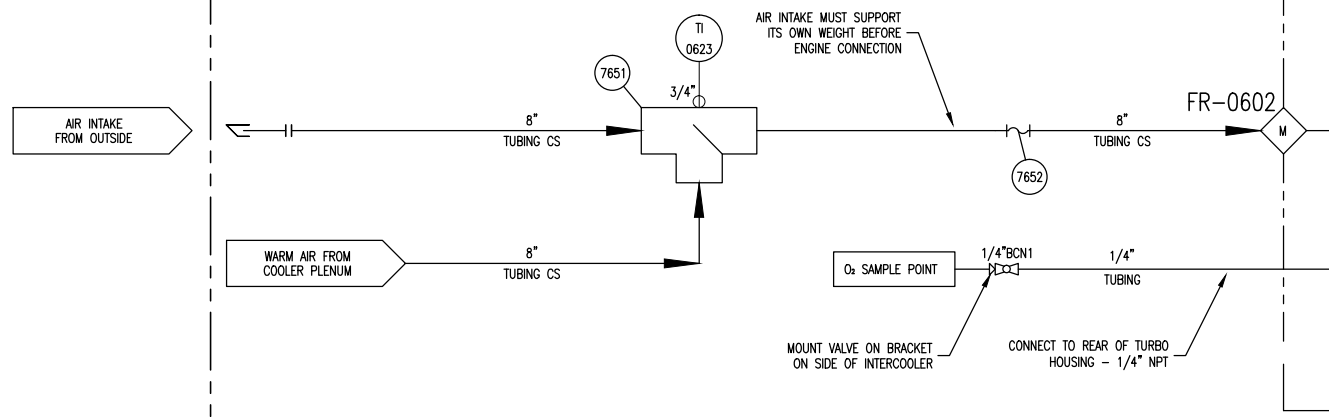 AIR INTAKE MUST SUPPORT
ITS OWN WEIGHT BEFORE
ENGINE CONNECTION
TI
0623
7651
3/4"
FR-0602
AIR INTAKE
FROM OUTSIDE
8"
TUBING CS
8"
TUBING CS
M
7652
WARM AIR FROM
COOLER PLENUM
8"
TUBING CS
O₂ SAMPLE POINT
1/4"BCN1
1/4"
TUBING
MOUNT VALVE ON BRACKET
ON SIDE OF INTERCOOLER
CONNECT TO REAR OF TURBO
HOUSING – 1/4" NPT